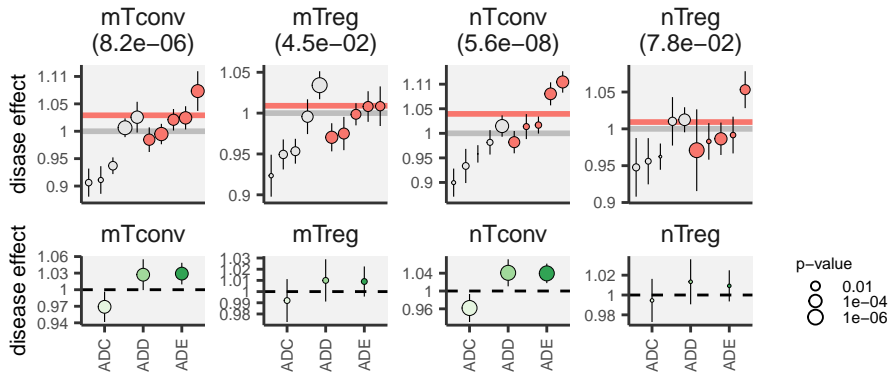 mTconv
(8.2e−06)
mTreg
(4.5e−02)
nTconv
(5.6e−08)
nTreg
(7.8e−02)
disase effect
1.11
1.05
1
0.95
0.9
1.05
1
0.95
0.9
1.11
1.05
1
0.95
0.9
1.05
1
0.95
0.9
mTconv
mTreg
nTconv
nTreg
disease effect
1.06
1.03
1
0.97
0.94
1.03
1.01
1
0.99
0.98
1.04
1
0.96
1.02
1
0.98
ADC
ADD
ADE
ADC
ADD
ADE
ADC
ADD
ADE
ADC
ADD
ADE
p−value
0.01
1e−04
1e−06